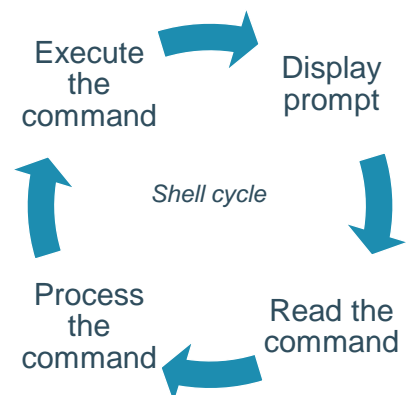 Execute
the
command
Display
prompt
Shell cycle
Process
the
command
Read the
command